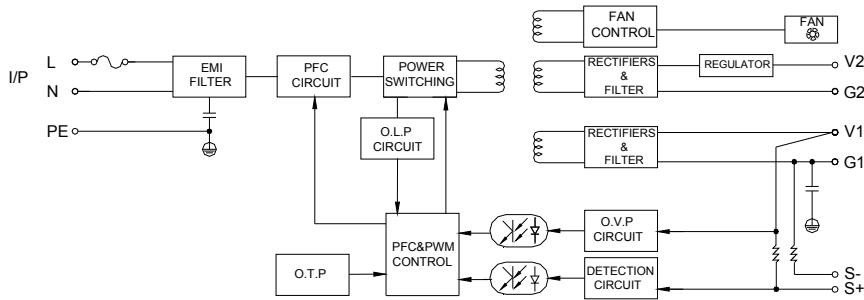 FAN
CONTROL
FAN
I/P
L
N
PE
EMI
FILTER
PFC
CIRCUIT
POWER
SWITCHING
RECTIFIERS
&
FILTER
REGULATOR
V2
G2
O.L.P
CIRCUIT
RECTIFIERS
&
FILTER
V1
G1
PFC&PWM
CONTROL
O.V.P
CIRCUIT
O.T.P
DETECTION
CIRCUIT
S-
S+